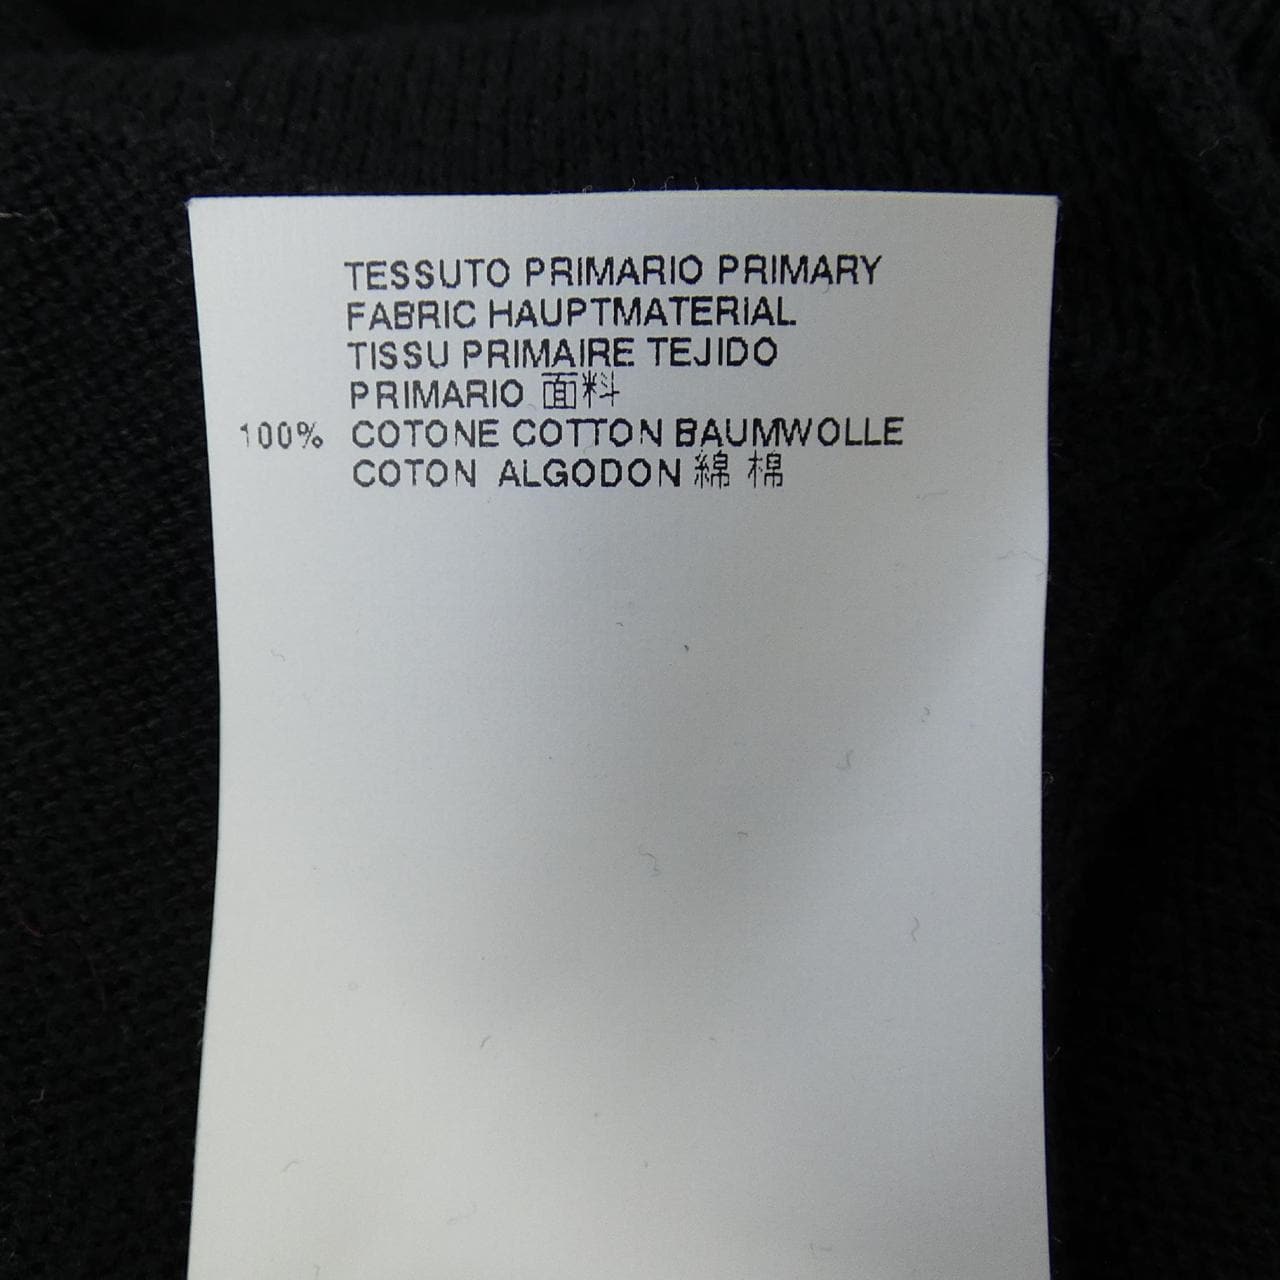 TESSUTO PRIMARIO PRIMARY
FABRIC HAUPTMATERIAL
TISSU PRIMAIRE TEJIDO
PRIMARIO 面料
100% COTONE COTTON BAUMWOLLE
COTON ALGODON 綿 棉